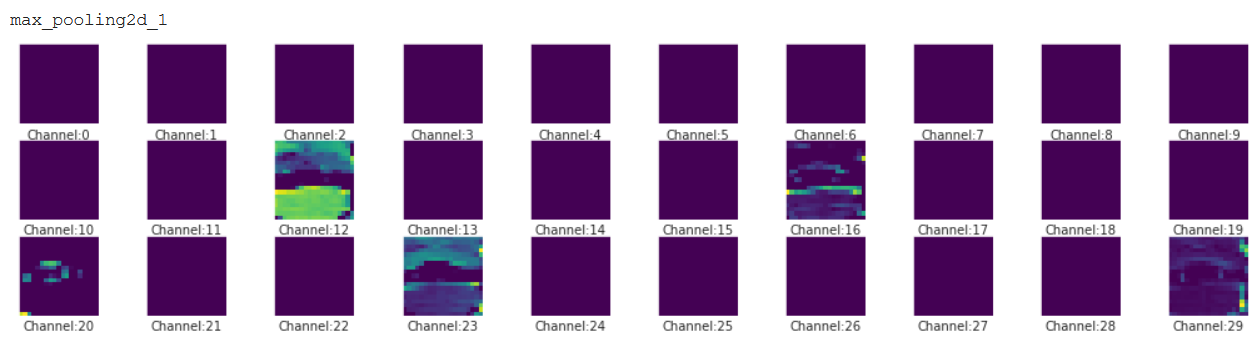 max_pooling2d_1
Channel:0 Channel:1 Channel:2 Channel:3 Channel:4 Channel:5 Channel:6 Channel:7 Channel:8 Channel:9
Channel:10 Channel:11 Channel:12 Channel:13 Channel:14 Channel:15 Channel:16 Channel:17 Channel:18 Channel:19
Channel:20 Channel:21 Channel:22 Channel:23 Channel:24 Channel:25 Channel:26 Channel:27 Channel:28 Channel:29